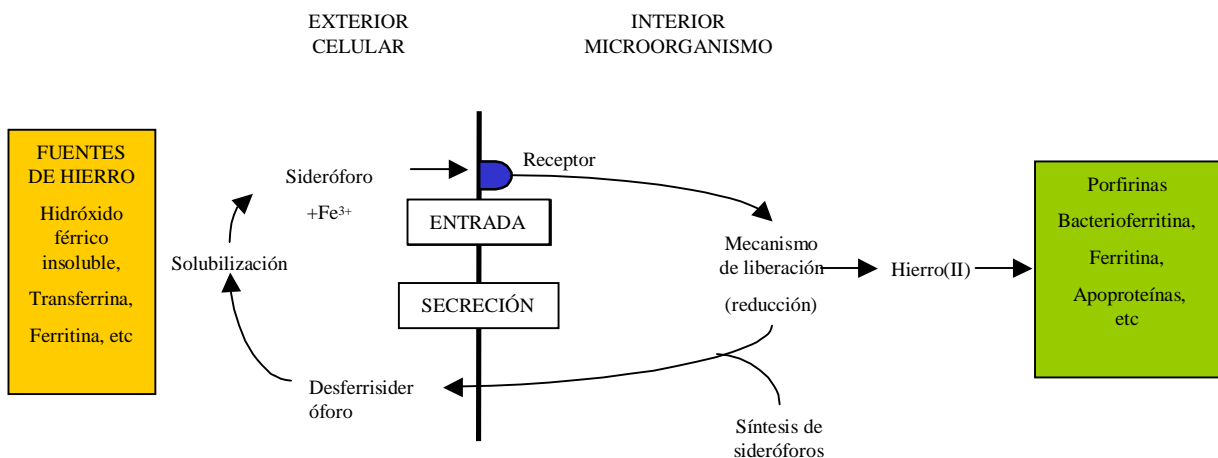 EXTERIOR
CELULAR
INTERIOR
MICROORGANISMO
FUENTES
DE HIERRO
Hidróxido
férrico
insoluble,
Transferrina,
Ferritina, etc
Solubilización
Sideróforo
+Fe³⁺
Receptor
ENTRADA
SECRECIÓN
Desferrisider
óforo
Mecanismo
de liberación
(reducción)
Síntesis de
sideróforos
Hierro(II)
Porfirinas
Bacterioferritina,
Ferritina,
Apoproteínas,
etc